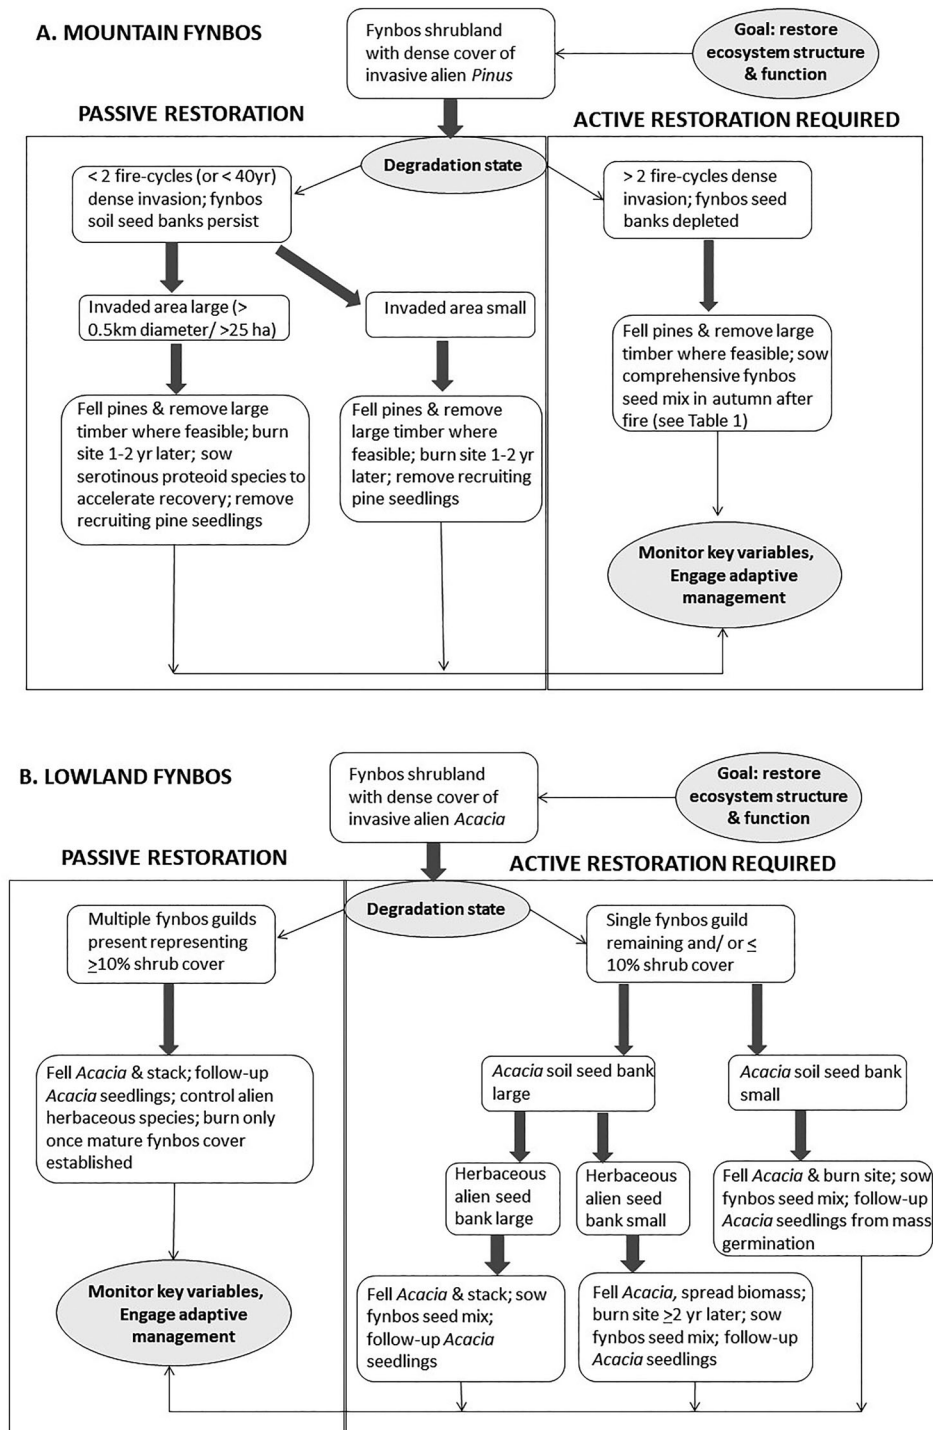 A. MOUNTAIN FYNBOS
Fynbos shrubland
with dense cover of
invasive alien Pinus
Goal: restore
ecosystem structure
& function
PASSIVE RESTORATION
ACTIVE RESTORATION REQUIRED
Degradation state
< 2 fire-cycles (or < 40yr)
dense invasion; fynbos
soil seed banks persist
> 2 fire-cycles dense
invasion; fynbos seed
banks depleted
Invaded area large (>
0.5km diameter/ >25 ha)
Invaded area small
Fell pines & remove large
timber where feasible; sow
comprehensive fynbos
seed mix in autumn after
fire (see Table 1)
Fell pines & remove large
timber where feasible; burn
site 1-2 yr later; sow
serotinous proteoid species to
accelerate recovery; remove
recruiting pine seedlings
Fell pines & remove
large timber where
feasible; burn site 1-2 yr
later; remove recruiting
pine seedlings
Monitor key variables,
Engage adaptive
management
B. LOWLAND FYNBOS
Fynbos shrubland
with dense cover of
invasive alien Acacia
Goal: restore
ecosystem structure
& function
PASSIVE RESTORATION
ACTIVE RESTORATION REQUIRED
Degradation state
Multiple fynbos guilds
present representing
≥10% shrub cover
Single fynbos guild
remaining and/ or ≤
10% shrub cover
Fell Acacia & stack; follow-up
Acacia seedlings; control alien
herbaceous species; burn only
once mature fynbos cover
established
Acacia soil seed bank
large
Acacia soil seed bank
small
Herbaceous
alien seed
bank large
Herbaceous
alien seed
bank small
Fell Acacia & burn site; sow
fynbos seed mix; follow-up
Acacia seedlings from mass
germination
Monitor key variables,
Engage adaptive
management
Fell Acacia & stack; sow
fynbos seed mix;
follow-up Acacia
seedlings
Fell Acacia, spread biomass;
burn site ≥2 yr later; sow
fynbos seed mix; follow-up
Acacia seedlings